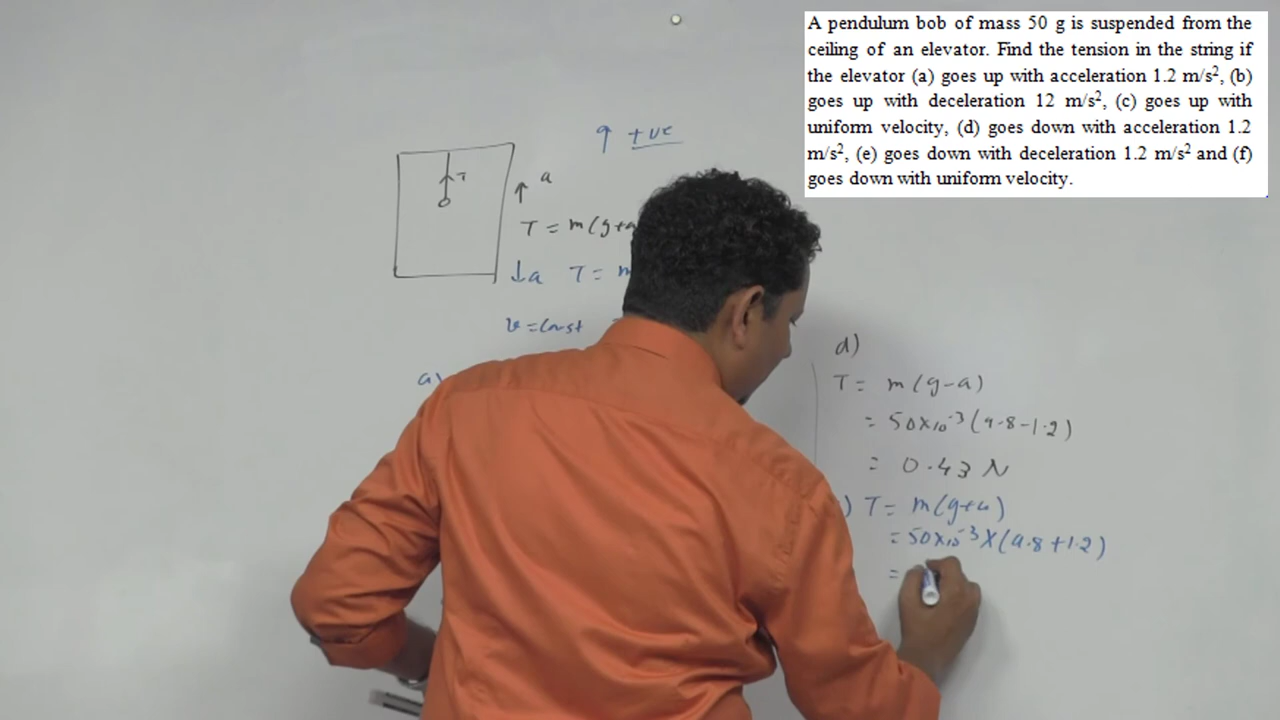 A pendulum bob of mass 50 g is suspended from the
ceiling of an elevator. Find the tension in the string if
the elevator (a) goes up with acceleration 1.2 m/s², (b)
goes up with deceleration 12 m/s², (c) goes up with
uniform velocity, (d) goes down with acceleration 1.2
m/s², (e) goes down with deceleration 1.2 m/s² and (f)
goes down with uniform velocity.
↑ +ve
T
↑ a
T = m(g+a
↓a T = m
v = Const
a)
d)
T = m(g-a)
= 50×10⁻³(9.8-1.2)
= 0.43 N
) T = m(g+a)
= 50×10⁻³×(9.8+1.2)
=